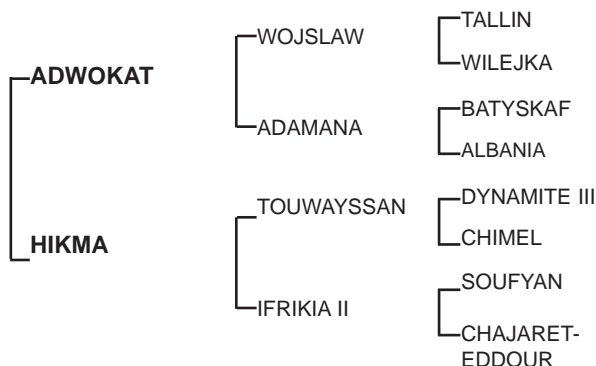 ADWOKAT
HIKMA
WOJSLAW
ADAMANA
TOUWAYSSAN
IFRIKIA II
TALLIN
WILEJKA
BATYSKAF
ALBANIA
DYNAMITE III
CHIMEL
SOUFYAN
CHAJARET-
EDDOUR